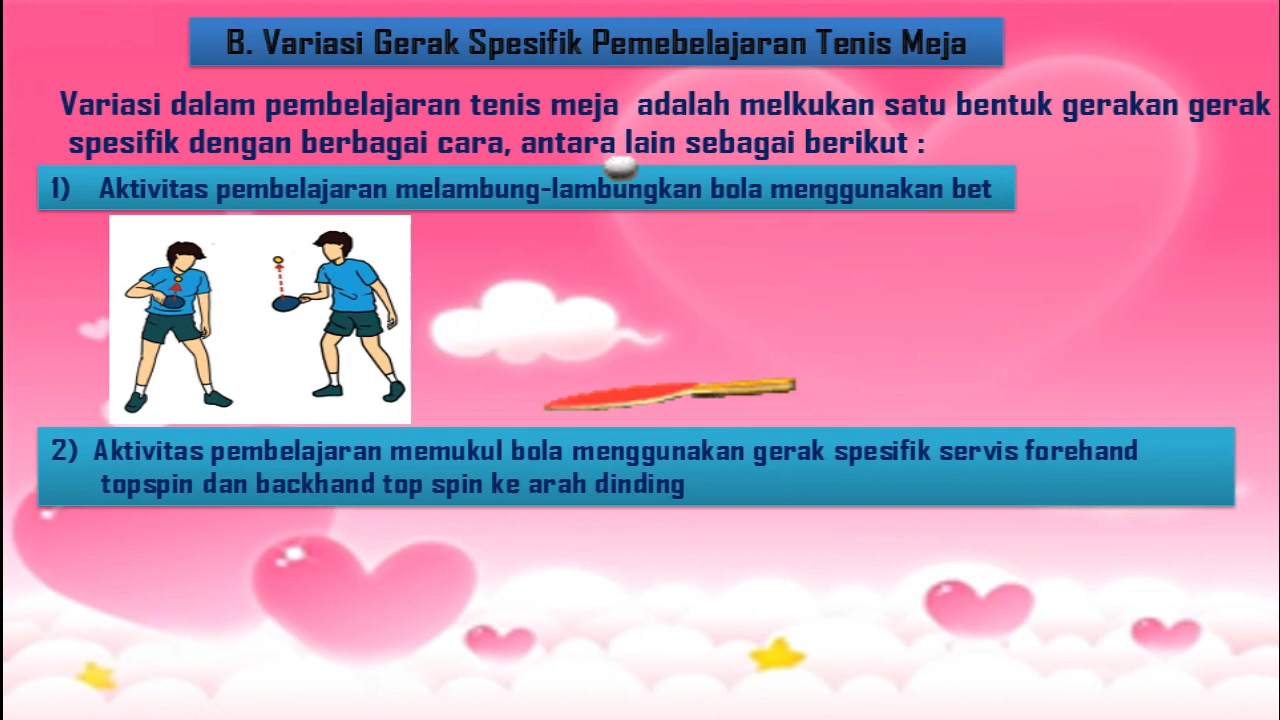 B. Variasi Gerak Spesifik Pemebelajaran Tenis Meja
Variasi dalam pembelajaran tenis meja adalah melkukan satu bentuk gerakan gerak
spesifik dengan berbagai cara, antara lain sebagai berikut :
1) Aktivitas pembelajaran melambung-lambungkan bola menggunakan bet
2) Aktivitas pembelajaran memukul bola menggunakan gerak spesifik servis forehand
topspin dan backhand top spin ke arah dinding